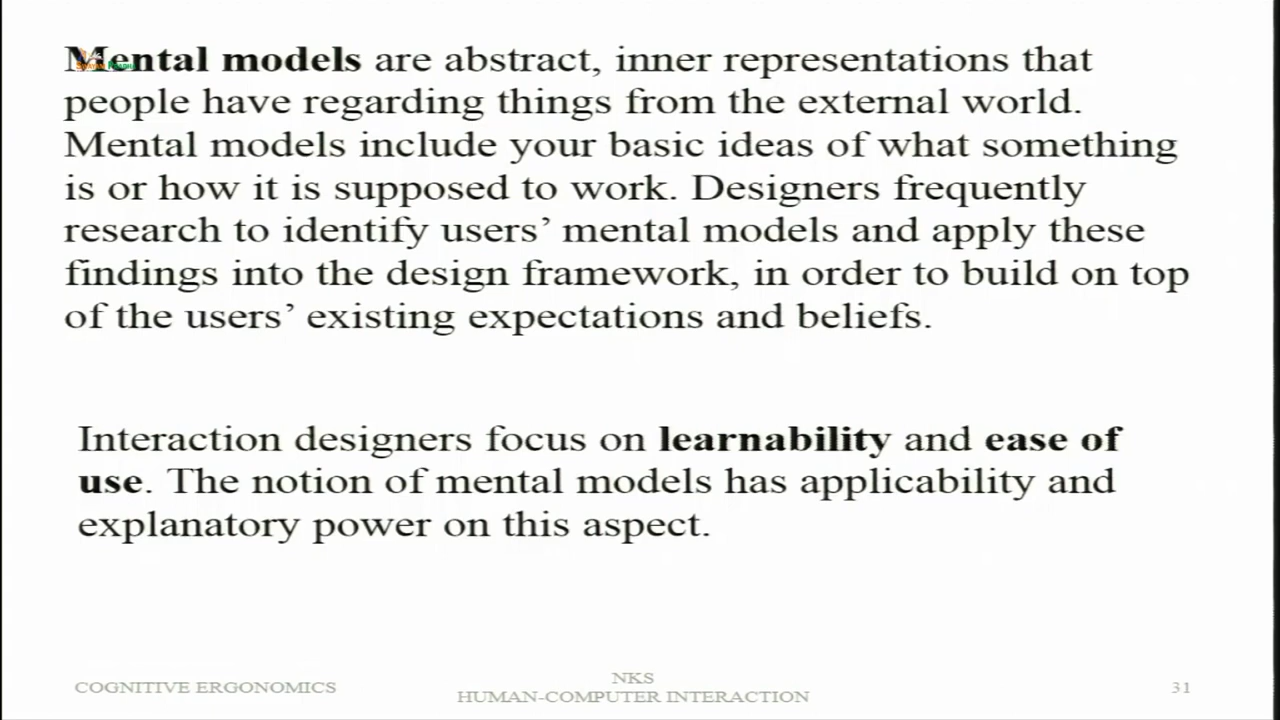 Mental models are abstract, inner representations that
people have regarding things from the external world.
Mental models include your basic ideas of what something
is or how it is supposed to work. Designers frequently
research to identify users’ mental models and apply these
findings into the design framework, in order to build on top
of the users’ existing expectations and beliefs.
Interaction designers focus on learnability and ease of
use. The notion of mental models has applicability and
explanatory power on this aspect.
COGNITIVE ERGONOMICS
NKS
HUMAN-COMPUTER INTERACTION
31